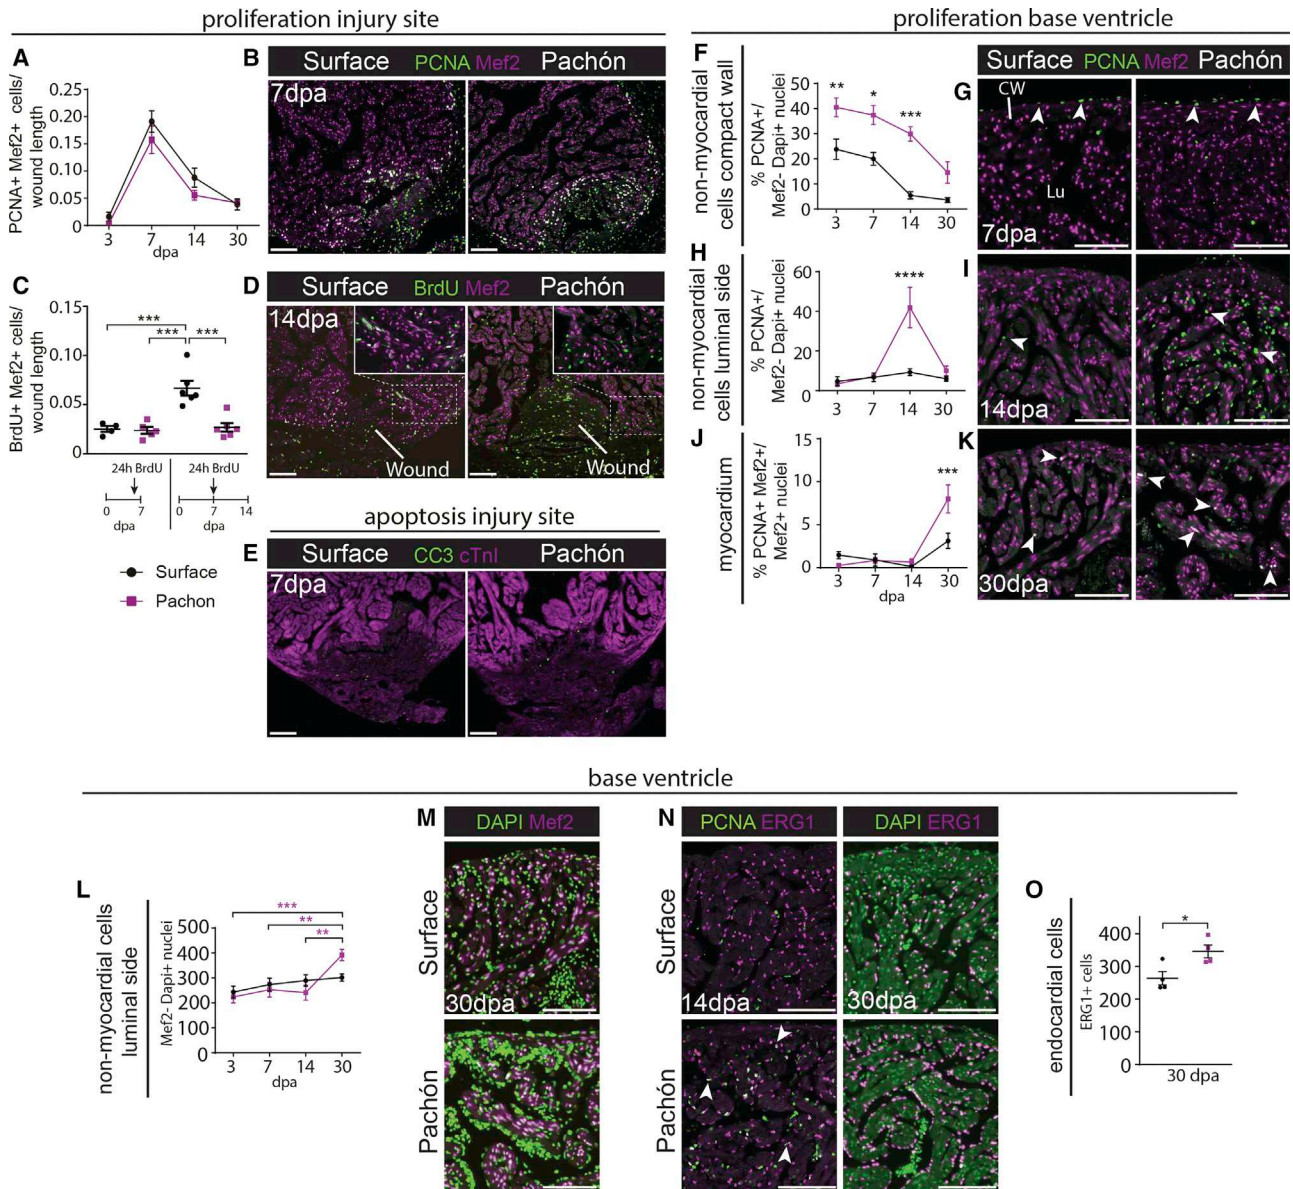 proliferation injury site
A
PCNA+ Mef2+ cells/
wound length
0.25
0.20
0.15
0.10
0.05
0
3 7 14 30
dpa
B
Surface PCNA Mef2 Pachón
7dpa
C
BrdU+ Mef2+ cells/
wound length
0.15
0.10
0.05
0
***
*** ***
24h BrdU 24h BrdU
0 7 0 7 14
dpa dpa
Surface
Pachon
D
Surface BrdU Mef2 Pachón
14dpa
Wound Wound
apoptosis injury site
E
Surface CC3 cTnI Pachón
7dpa
proliferation base ventricle
F
non-myocardial
cells compact wall
% PCNA+/
Mef2- Dapi+ nuclei
50
40
30
20
10
0
** * ***
3 7 14 30
G
Surface PCNA Mef2 Pachón
CW
Lu
7dpa
H
non-myocardial
cells luminal side
% PCNA+/
Mef2- Dapi+ nuclei
60
40
20
0
****
3 7 14 30
I
14dpa
J
myocardium
% PCNA+ Mef2+/
Mef2+ nuclei
15
10
5
0
***
3 7 14 30
dpa
K
30dpa
base ventricle
L
non-myocardial cells
luminal side
Mef2- Dapi+ nuclei
500
400
300
200
100
0
***
**
**
3 7 14 30
dpa
M
DAPI Mef2
Surface
30dpa
Pachón
N
PCNA ERG1 DAPI ERG1
Surface
14dpa 30dpa
Pachón
O
endocardial cells
ERG1+ cells
400
300
200
100
0
*
30 dpa